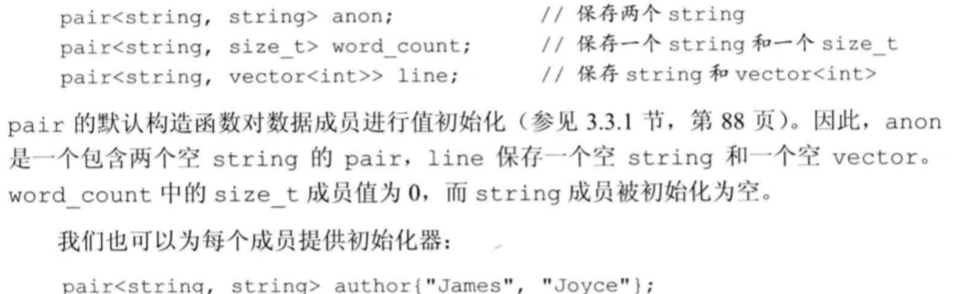 pair<string, string> anon; // 保存两个 string
pair<string, size_t> word_count; // 保存一个 string 和一个 size_t
pair<string, vector<int>> line; // 保存 string 和 vector<int>
pair 的默认构造函数对数据成员进行值初始化（参见 3.3.1 节，第 88 页）。因此，anon
是一个包含两个空 string 的 pair，line 保存一个空 string 和一个空 vector。
word_count 中的 size_t 成员值为 0，而 string 成员被初始化为空。
我们也可以为每个成员提供初始化器：
pair<string, string> author{"James", "Joyce"};